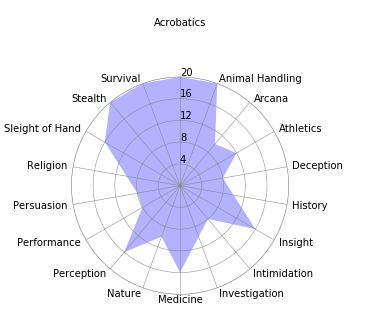 Acrobatics
20
Survival
Animal Handling
16
Stealth
Arcana
12
Sleight of Hand
Athletics
8
4
Religion
Deception
Persuasion
History
Performance
Insight
Perception
Intimidation
Nature
Investigation
Medicine